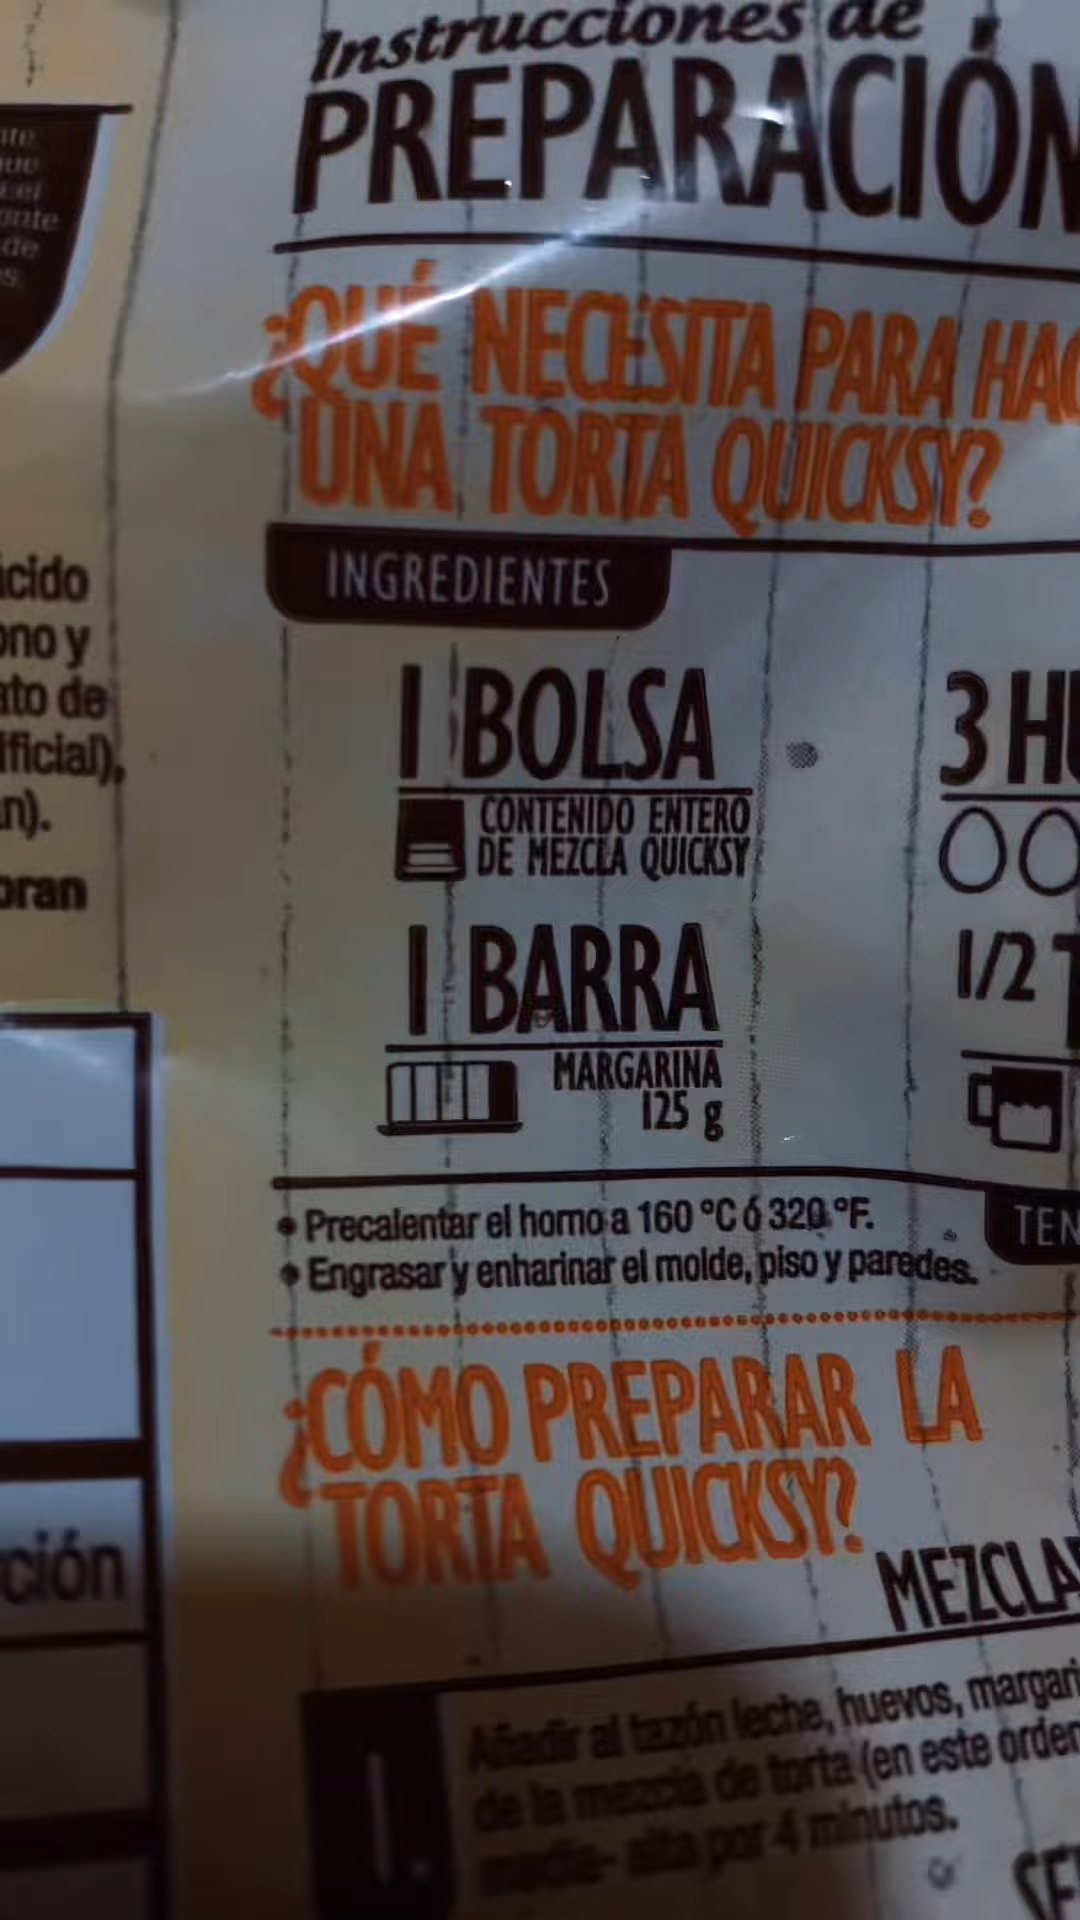 Instrucciones de
PREPARACIÓN
¿QUÉ NECESITA PARA HAC
UNA TORTA QUICKSY?
INGREDIENTES
1 BOLSA
CONTENIDO ENTERO
DE MEZCLA QUICKSY
3 HU
1 BARRA
MARGARINA
125 g
1/2 T
• Precalentar el horno a 160 °C ó 320 °F.
• Engrasar y enharinar el molde, piso y paredes.
TEN
¿CÓMO PREPARAR LA
TORTA QUICKSY?
MEZCLA
1.
Añadir al tazón leche, huevos, margari
de la mezcla de torta (en este orden
media- alta por 4 minutos.
ácido
ono y
ato de
ificial),
n).
oran
ción